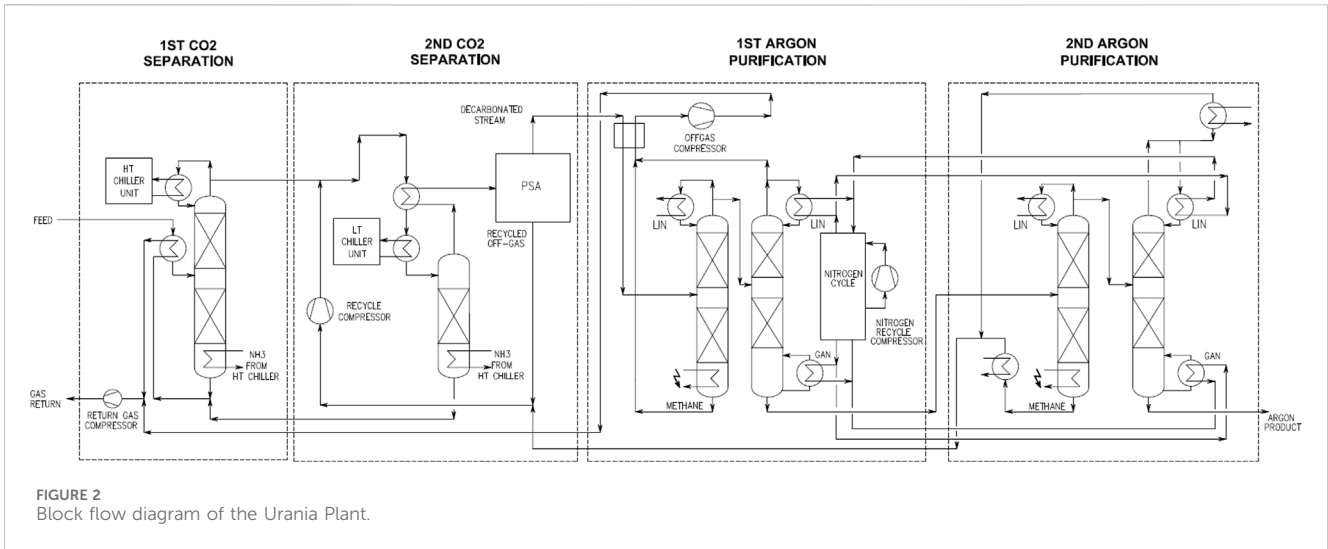 1ST CO2
SEPARATION
2ND CO2
SEPARATION
1ST ARGON
PURIFICATION
2ND ARGON
PURIFICATION
HT
CHILLER
UNIT
FEED
GAS
RETURN
RETURN GAS
COMPRESSOR
NH3
FROM
HT CHILLER
DECARBONATED
STREAM
PSA
RECYCLED
OFF-GAS
LT
CHILLER
UNIT
RECYCLE
COMPRESSOR
NH3
FROM
HT CHILLER
OFFGAS
COMPRESSOR
LIN
LIN
NITROGEN
CYCLE
NITROGEN
RECYCLE
COMPRESSOR
GAN
METHANE
LIN
LIN
GAN
METHANE
ARGON
PRODUCT
FIGURE 2
Block flow diagram of the Urania Plant.